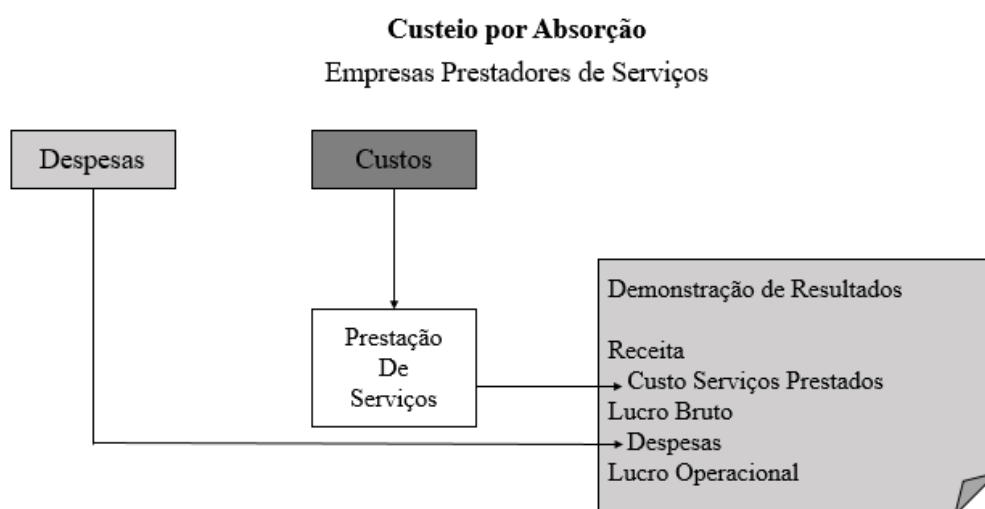 Custeio por Absorção
Empresas Prestadores de Serviços
Despesas
Custos
Prestação
De
Serviços
Demonstração de Resultados
Receita
Custo Serviços Prestados
Lucro Bruto
Despesas
Lucro Operacional